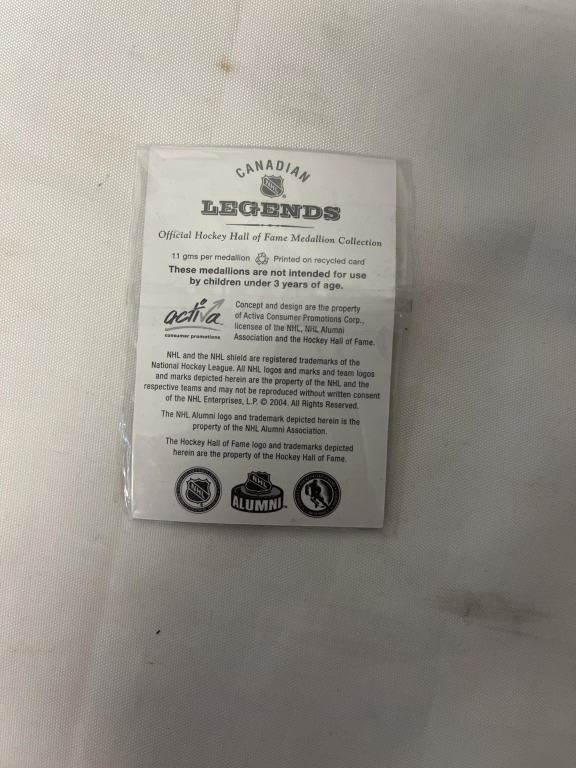 CANADIAN
NHL
LEGENDS
Official Hockey Hall of Fame Medallion Collection
11 gms per medallion Printed on recycled card
These medallions are not intended for use
by children under 3 years of age.
activa
consumer promotions
Concept and design are the property
of Activa Consumer Promotions Corp.,
licensee of the NHL, NHL Alumni
Association and the Hockey Hall of Fame.
NHL and the NHL shield are registered trademarks of the
National Hockey League. All NHL logos and marks and team logos
and marks depicted herein are the property of the NHL and the
respective teams and may not be reproduced without written consent
of the NHL Enterprises, L.P. © 2004. All Rights Reserved.
The NHL Alumni logo and trademark depicted herein is the
property of the NHL Alumni Association.
The Hockey Hall of Fame logo and trademarks depicted
herein are the property of the Hockey Hall of Fame.
NHL
NHL
ALUMNI™